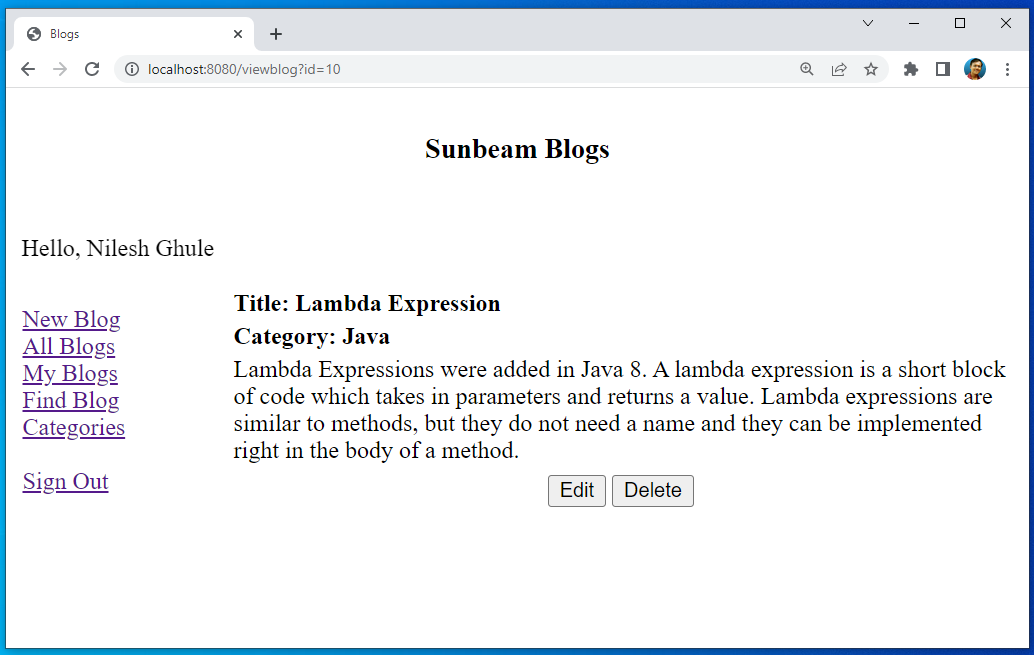 Blogs
localhost:8080/viewblog?id=10
Sunbeam Blogs
Hello, Nilesh Ghule
New Blog
All Blogs
My Blogs
Find Blog
Categories
Sign Out
Title: Lambda Expression
Category: Java
Lambda Expressions were added in Java 8. A lambda expression is a short block
of code which takes in parameters and returns a value. Lambda expressions are
similar to methods, but they do not need a name and they can be implemented
right in the body of a method.
Edit Delete